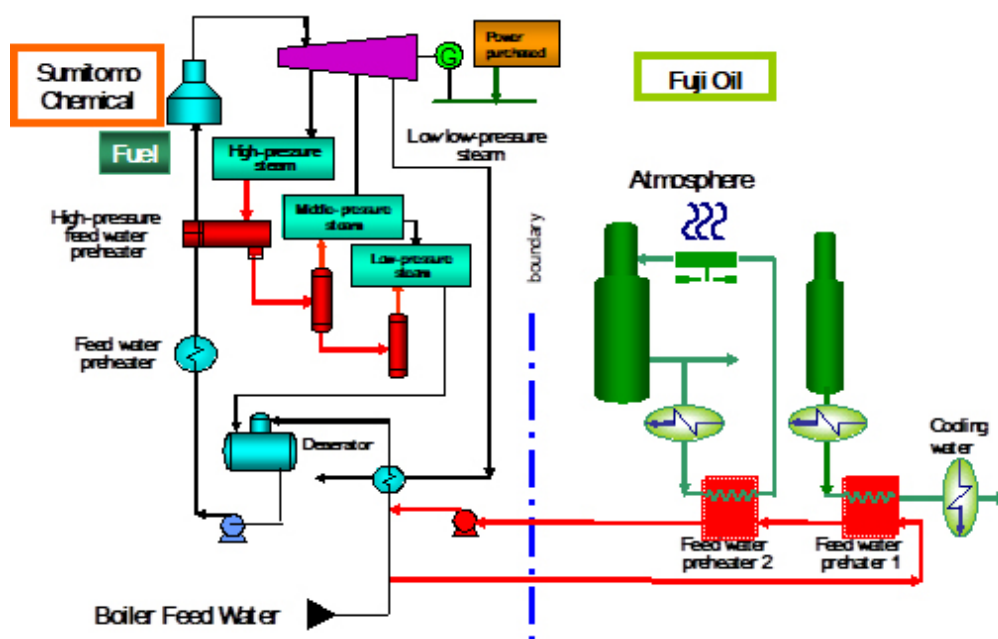 Sumitomo
Chemical
Fuel
G
Power
purchased
Fuji Oil
High-pressure
steam
Low low-pressure
steam
Atmosphere
High-pressure
feed water
preheater
Middle-pressure
steam
Low-pressure
steam
boundary
Feed water
preheater
Deaerator
Cooling
water
Feed water
preheater 2
Feed water
prehater 1
Boiler Feed Water